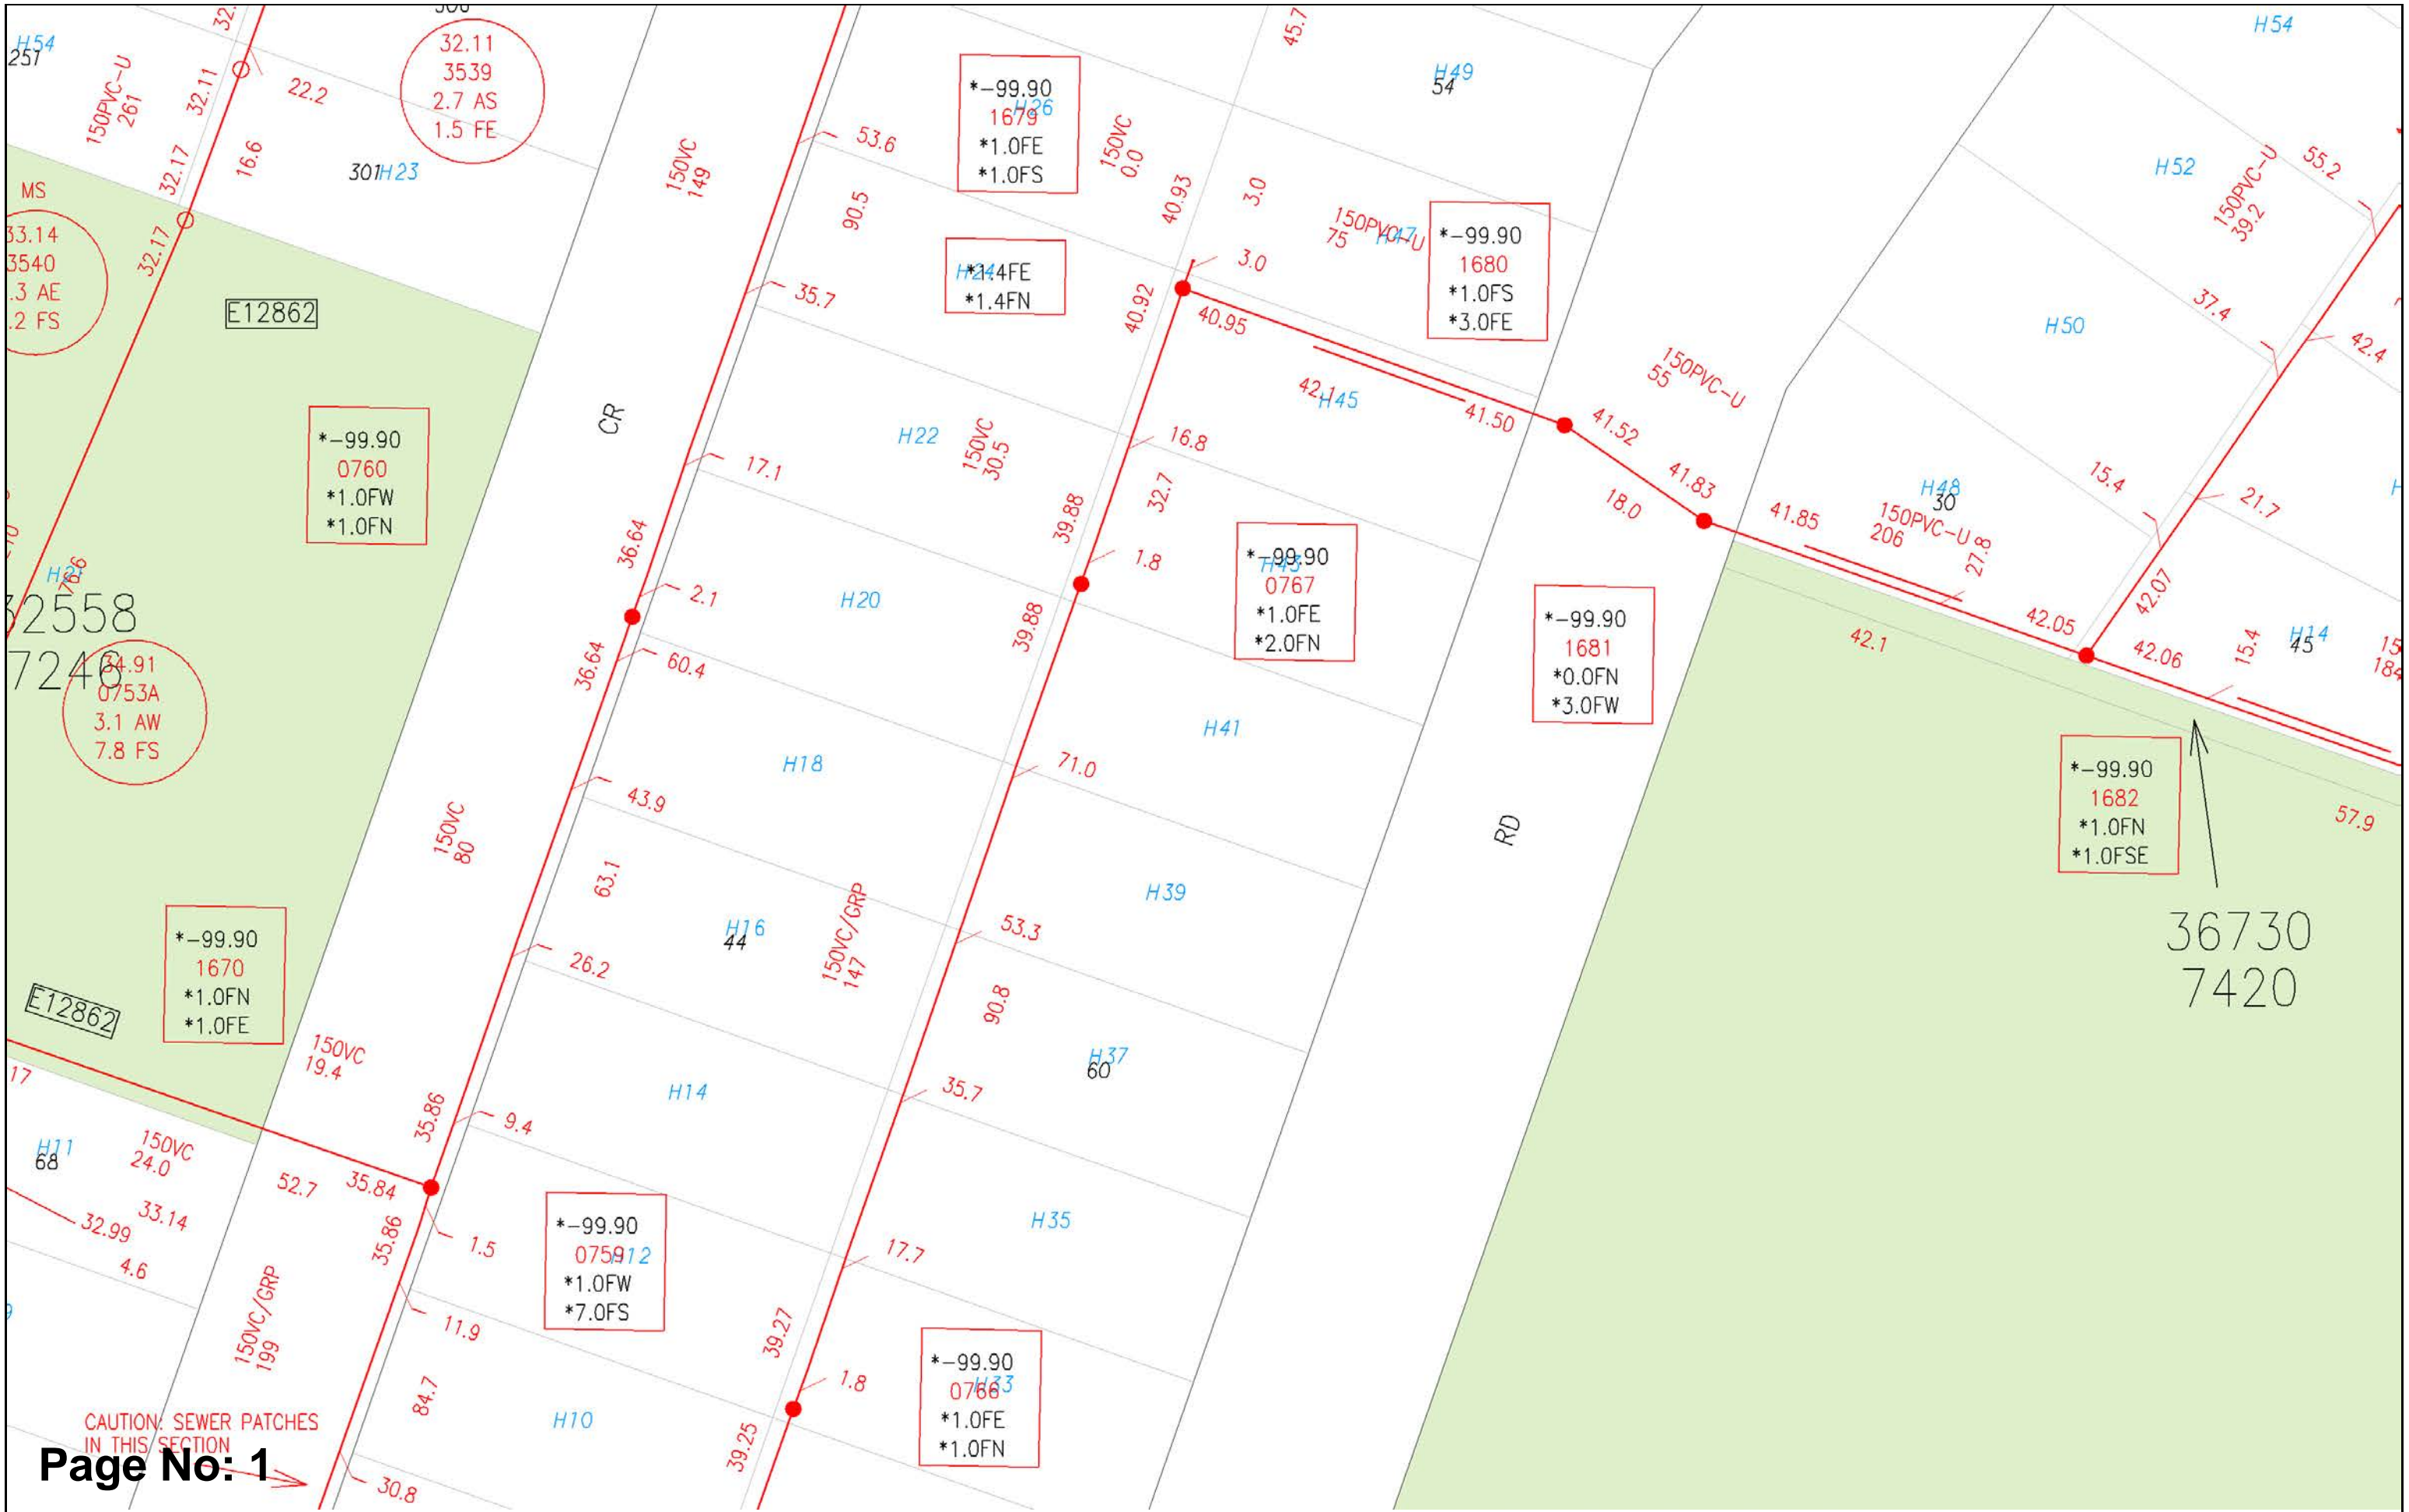 H54
251
150PVC-U
261
32.11
32.17
22.2
16.6
32.11
3539
2.7 AS
1.5 FE
301
H23
MS
33.14
3540
.3 AE
.2 FS
32.17
E12862
*-99.90
0760
*1.0FW
*1.0FN
H21
76.6
32558
7246
34.91
0753A
3.1 AW
7.8 FS
*-99.90
1670
*1.0FN
*1.0FE
E12862
17
150VC
19.4
H11
68
150VC
24.0
52.7
35.84
33.14
32.99
4.6
150VC/GRP
199
CAUTION: SEWER PATCHES
IN THIS SECTION
Page No: 1
CR
150VC
149
53.6
90.5
35.7
17.1
36.64
2.1
36.64
60.4
43.9
150VC
80
63.1
26.2
35.86
9.4
35.86
1.5
11.9
84.7
30.8
*-99.90
1679
*1.0FE
*1.0FS
H26
150VC
0.0
45.7
40.93
3.0
3.0
H24
*1.4FE
*1.4FN
40.92
40.95
H22
150VC
30.5
16.8
32.7
39.88
1.8
39.88
H20
H18
71.0
H16
44
150VC/GRP
147
53.3
90.8
H14
35.7
*-99.90
0759
*1.0FW
*7.0FS
H12
17.7
39.27
1.8
39.25
H10
*-99.90
0766
*1.0FE
*1.0FN
H33
H49
54
150PVC-U
75
H47
*-99.90
1680
*1.0FS
*3.0FE
42.1
H45
41.50
41.52
150PVC-U
55
41.83
18.0
*-99.90
0767
*1.0FE
*2.0FN
H43
H41
H39
H37
60
H35
*-99.90
1681
*0.0FN
*3.0FW
RD
H54
H52
150PVC-U
39.2
55.2
37.4
42.4
H50
H48
30
15.4
21.7
41.85
150PVC-U
206
27.8
42.07
42.05
42.1
42.06
15.4
H14
45
*-99.90
1682
*1.0FN
*1.0FSE
57.9
36730
7420